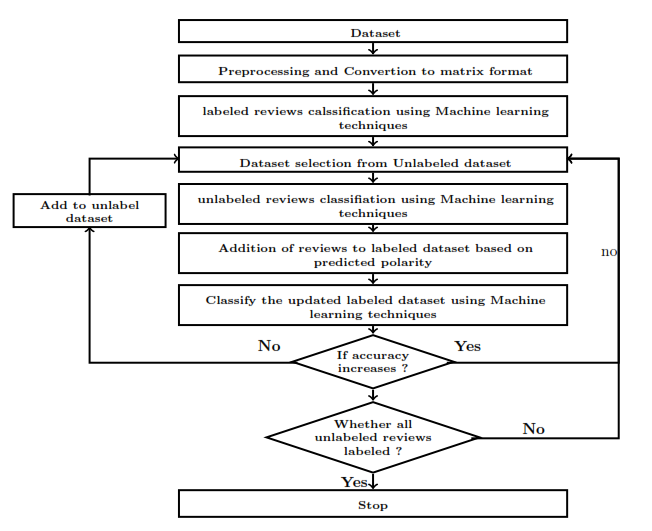 Dataset
Preprocessing and Convertion to matrix format
labeled reviews calssification using Machine learning
techniques
Dataset selection from Unlabeled dataset
Add to unlabel
dataset
unlabeled reviews classifiation using Machine learning
techniques
Addition of reviews to labeled dataset based on
predicted polarity
no
Classify the updated labeled dataset using Machine
learning techniques
No
Yes
If accuracy
increases ?
Whether all
unlabeled reviews
labeled ?
No
Yes
Stop